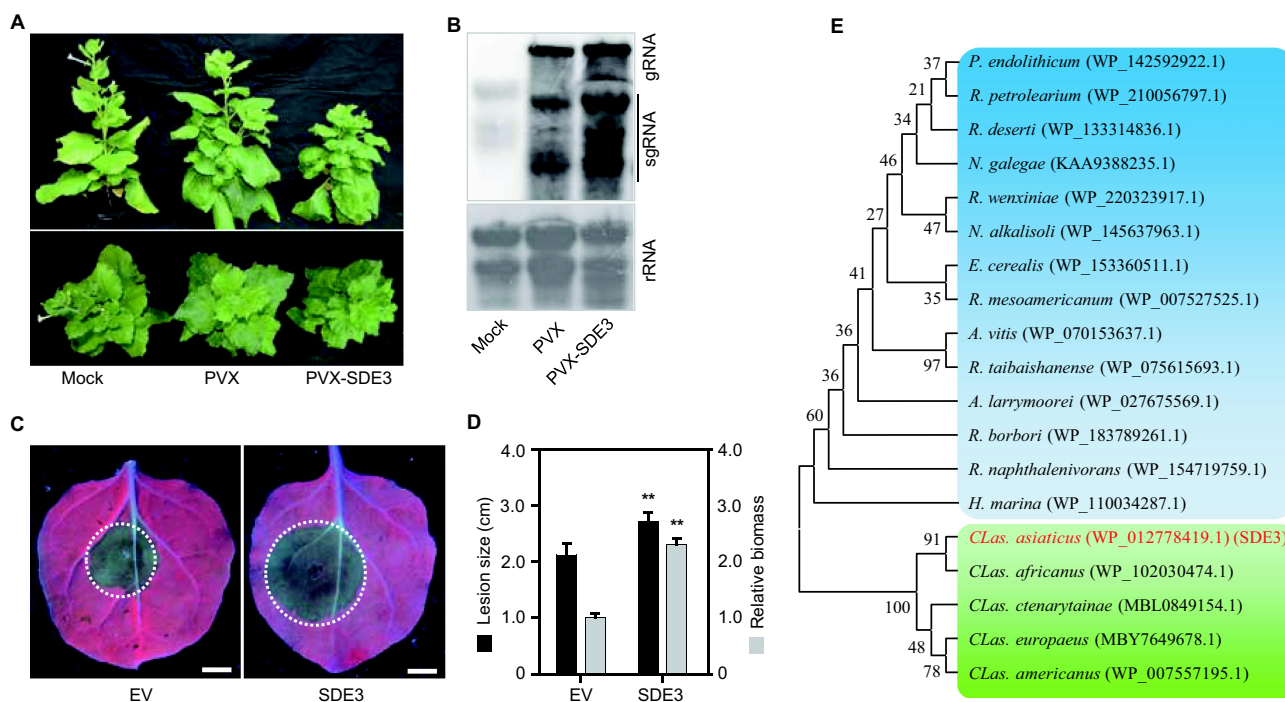 A
Mock
PVX
PVX-SDE3
B
gRNA
sgRNA
rRNA
Mock
PVX
PVX-SDE3
C
EV
SDE3
D
Lesion size (cm)
4.0
3.0
2.0
1.0
0
**
**
EV
SDE3
4.0
3.0
2.0
1.0
0
Relative biomass
E
37
21
34
46
27
47
41
35
36
97
36
60
91
100
48
78
P. endolithicum (WP_142592922.1)
R. petrolearium (WP_210056797.1)
R. deserti (WP_133314836.1)
N. galegae (KAA9388235.1)
R. wenxiniae (WP_220323917.1)
N. alkalisoli (WP_145637963.1)
E. cerealis (WP_153360511.1)
R. mesoamericanum (WP_007527525.1)
A. vitis (WP_070153637.1)
R. taibaishanense (WP_075615693.1)
A. larrymoorei (WP_027675569.1)
R. borbori (WP_183789261.1)
R. naphthalenivorans (WP_154719759.1)
H. marina (WP_110034287.1)
CLas. asiaticus (WP_012778419.1) (SDE3)
CLas. africanus (WP_102030474.1)
CLas. ctenarytainae (MBL0849154.1)
CLas. europaeus (MBY7649678.1)
CLas. americanus (WP_007557195.1)